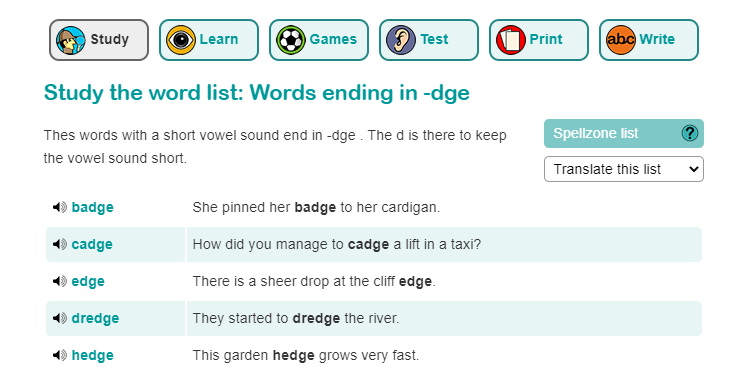 Study Learn Games Test Print abc Write
Study the word list: Words ending in -dge
Thes words with a short vowel sound end in -dge . The d is there to keep
the vowel sound short.
Spellzone list ?
Translate this list
badge She pinned her badge to her cardigan.
cadge How did you manage to cadge a lift in a taxi?
edge There is a sheer drop at the cliff edge.
dredge They started to dredge the river.
hedge This garden hedge grows very fast.